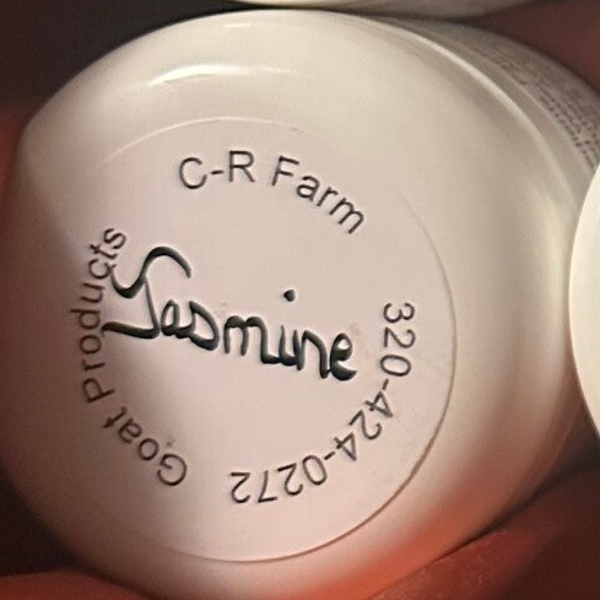 C-R Farm
Jasmine
Goat Products
320-424-0272